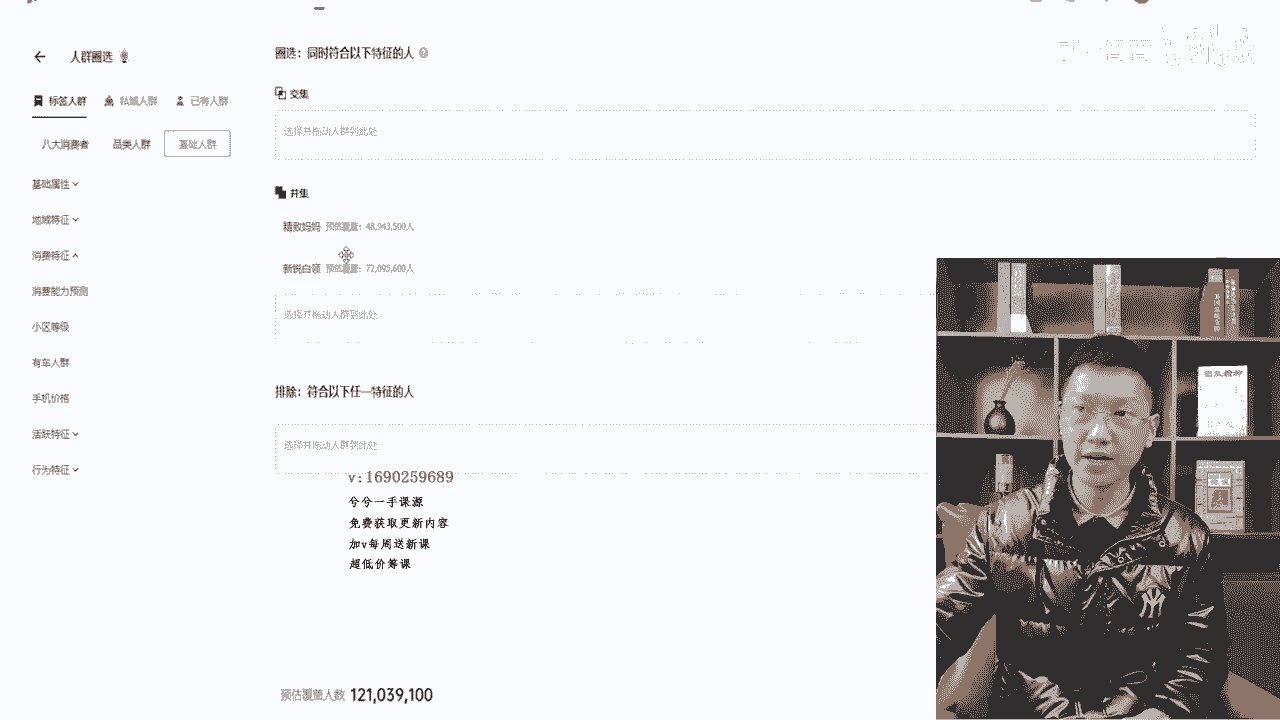 人群圈选
标签人群 私域人群 已有人群
八大消费者 品类人群 基础人群
基础属性
地域特征
消费特征
消费能力预测
小区等级
有车人群
手机价格
活跃特征
行为特征
圈选：同时符合以下特征的人
交集
选择并拖动人群到此处
并集
精致妈妈 预估覆盖：48,943,500人
新锐白领 预估覆盖：72,095,600人
选择并拖动人群到此处
排除：符合以下任一特征的人
选择并拖动人群到此处
v:1690259689
兮兮一手课源
免费获取更新内容
加v每周送新课
超低价筹课
预估覆盖人数 121,039,100